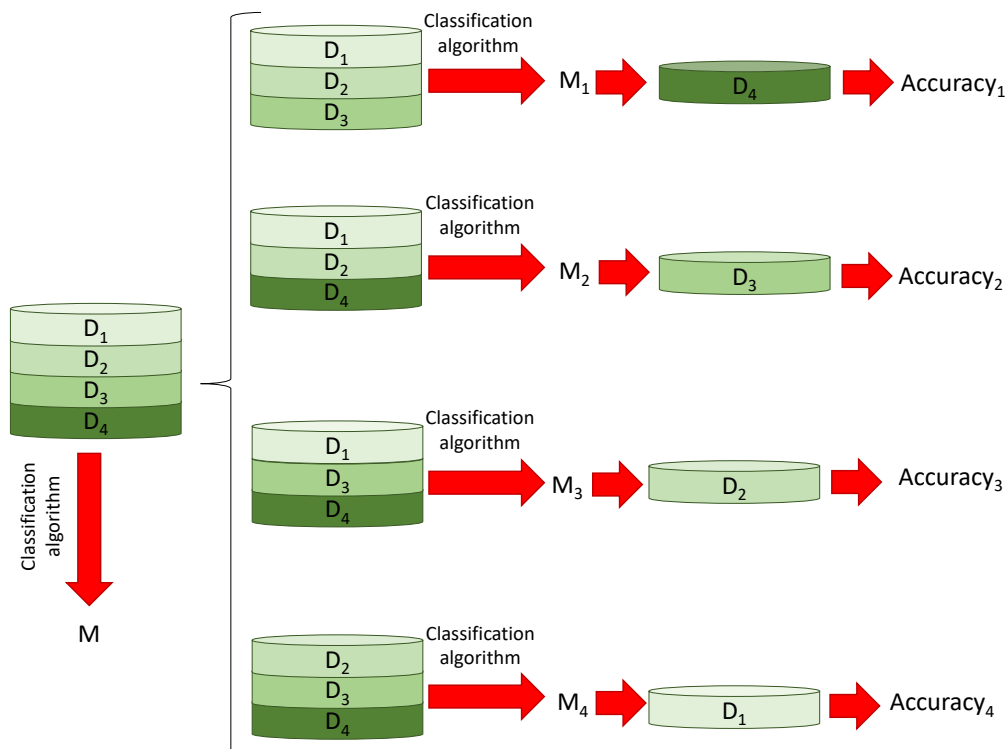 Classification
algorithm
D₁
D₂
D₃
M₁
D₄
Accuracy₁
Classification
algorithm
D₁
D₂
D₄
M₂
D₃
Accuracy₂
D₁
D₂
D₃
D₄
Classification
algorithm
M
Classification
algorithm
D₁
D₃
D₄
M₃
D₂
Accuracy₃
Classification
algorithm
D₂
D₃
D₄
M₄
D₁
Accuracy₄